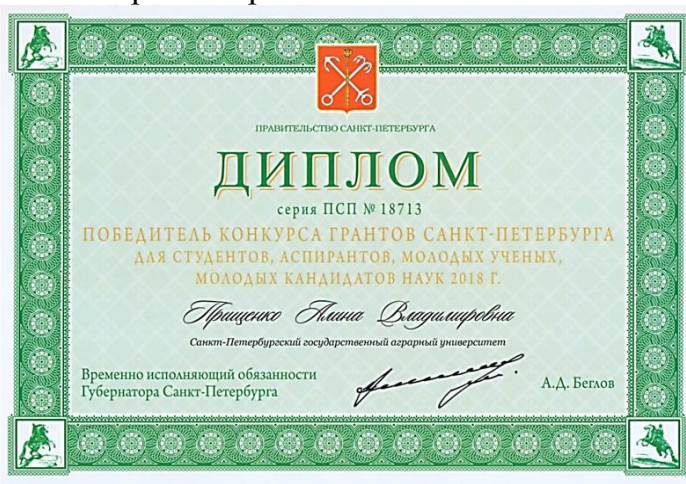 ПРАВИТЕЛЬСТВО САНКТ-ПЕТЕРБУРГА
ДИПЛОМ
серия ПСП № 18713
ПОБЕДИТЕЛЬ КОНКУРСА ГРАНТОВ САНКТ-ПЕТЕРБУРГА
ДЛЯ СТУДЕНТОВ, АСПИРАНТОВ, МОЛОДЫХ УЧЕНЫХ,
МОЛОДЫХ КАНДИДАТОВ НАУК 2018 Г.
Прищенко Алина Владимировна
Санкт-Петербургский государственный аграрный университет
Временно исполняющий обязанности
Губернатора Санкт-Петербурга
А.Д. Беглов